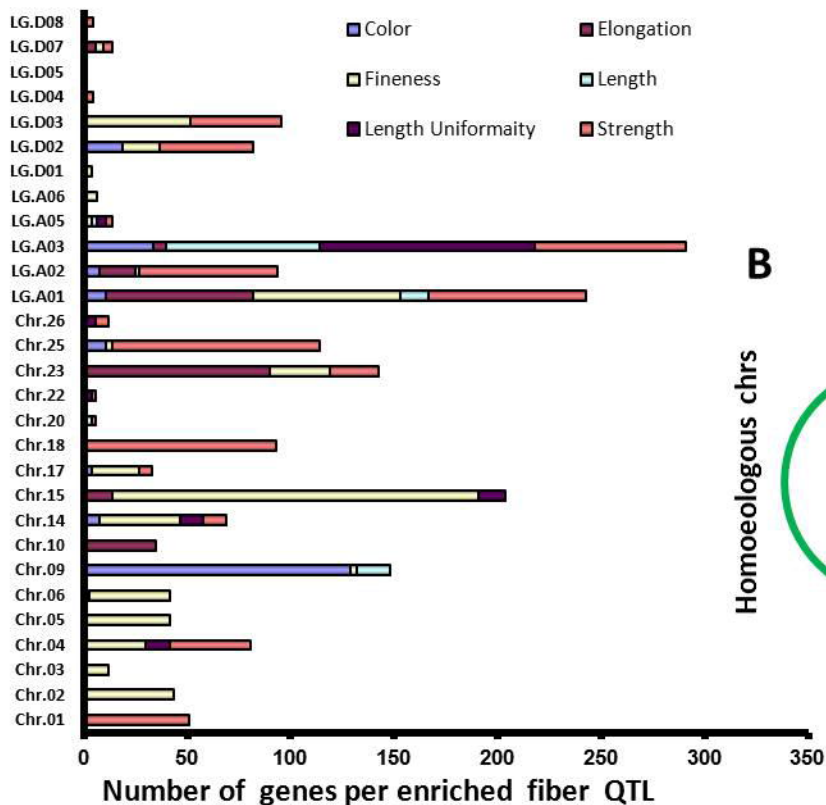 LG.D08
LG.D07
LG.D05
LG.D04
LG.D03
LG.D02
LG.D01
LG.A06
LG.A05
LG.A03
LG.A02
LG.A01
Chr.26
Chr.25
Chr.23
Chr.22
Chr.20
Chr.18
Chr.17
Chr.15
Chr.14
Chr.10
Chr.09
Chr.06
Chr.05
Chr.04
Chr.03
Chr.02
Chr.01
Color Elongation
Fineness Length
Length Uniformaity Strength
B
Homoeologous chrs
0 50 100 150 200 250 300 350
Number of genes per enriched fiber QTL